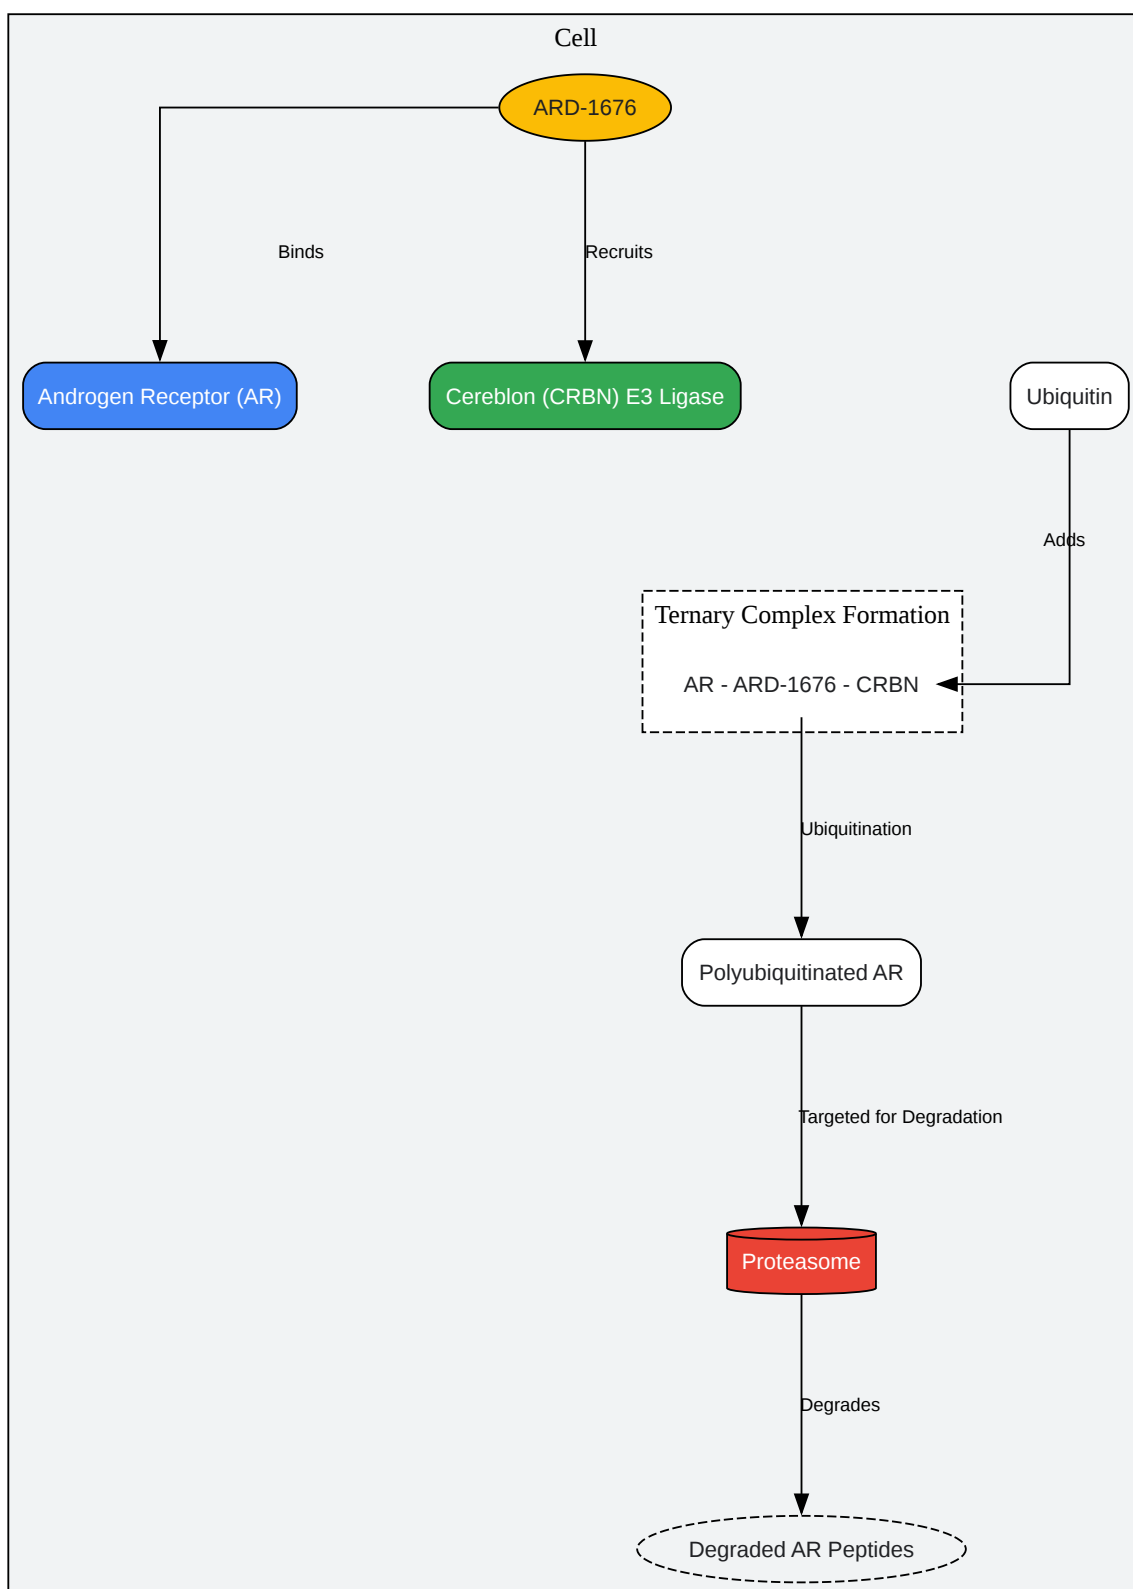 Cell
ARD-1676
Binds
Recruits
Androgen Receptor (AR)
Cereblon (CRBN) E3 Ligase
Ubiquitin
Adds
Ternary Complex Formation
AR - ARD-1676 - CRBN
Ubiquitination
Polyubiquitinated AR
Targeted for Degradation
Proteasome
Degrades
Degraded AR Peptides